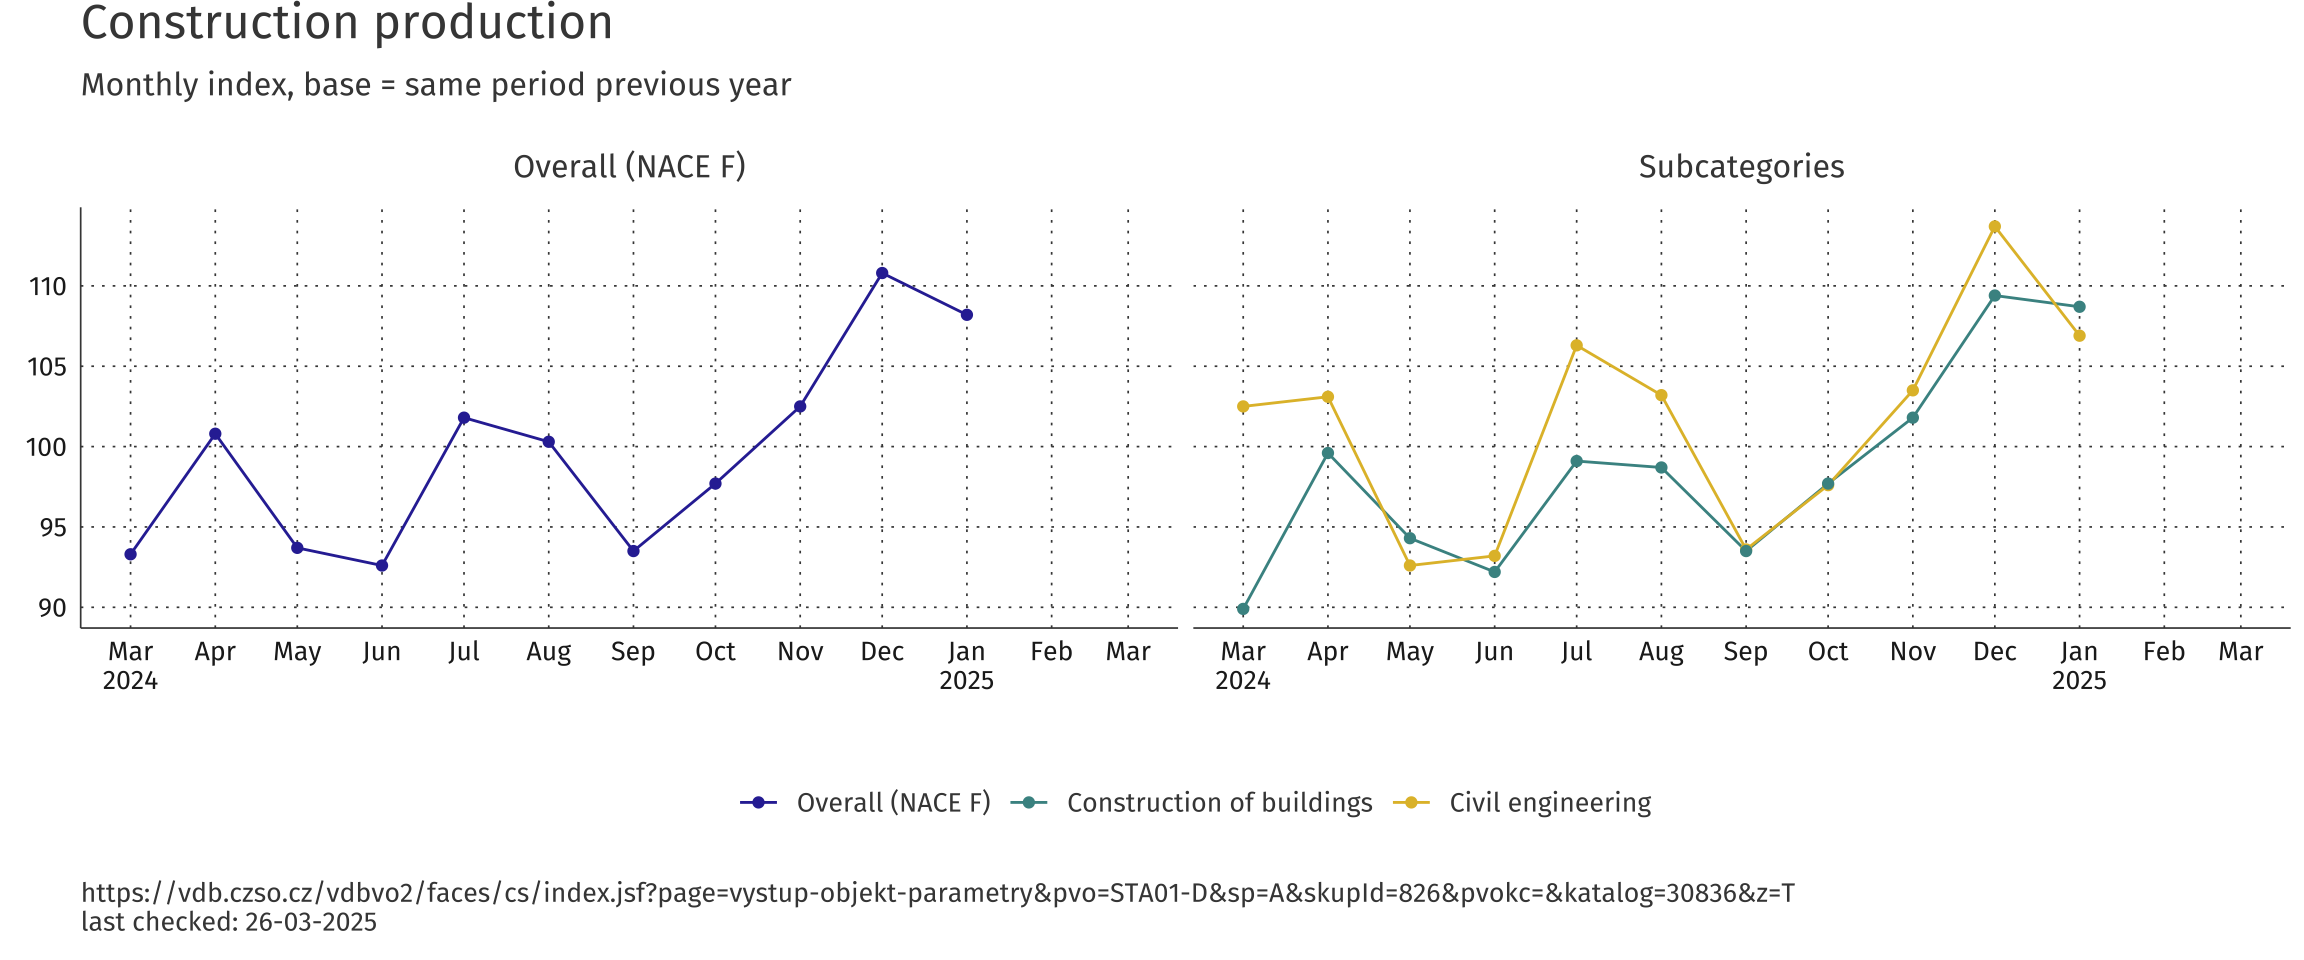 Construction production
Monthly index, base = same period previous year
Overall (NACE F)
Subcategories
110
105
100
95
90
Mar Apr May Jun Jul Aug Sep Oct Nov Dec Jan Feb Mar
2024 2025
Mar Apr May Jun Jul Aug Sep Oct Nov Dec Jan Feb Mar
2024 2025
Overall (NACE F) Construction of buildings Civil engineering
https://vdb.czso.cz/vdbvo2/faces/cs/index.jsf?page=vystup-objekt-parametry&pvo=STA01-D&sp=A&skupId=826&pvokc=&katalog=30836&z=T
last checked: 26-03-2025